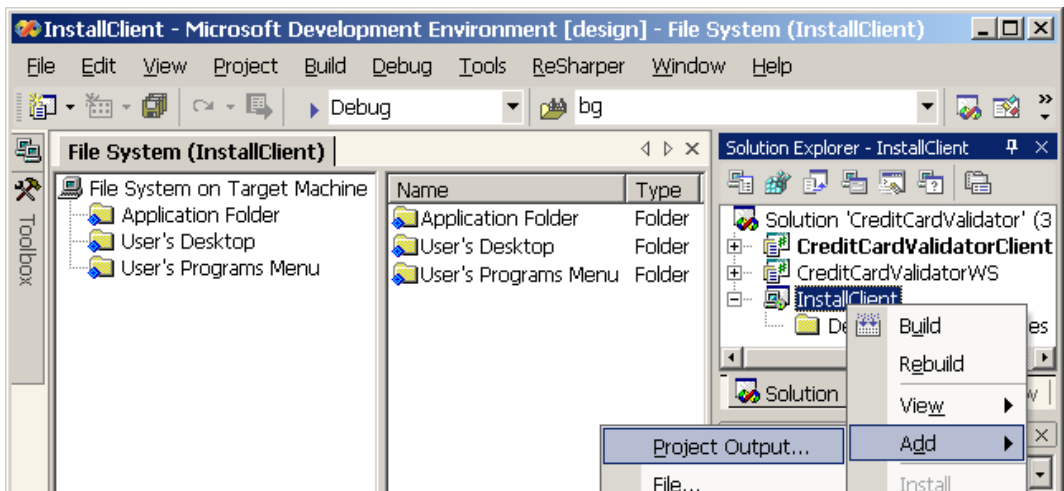 InstallClient - Microsoft Development Environment [design] - File System (InstallClient)
File Edit View Project Build Debug Tools ReSharper Window Help
Debug bg
File System (InstallClient)
Solution Explorer - InstallClient
Toolbox
File System on Target Machine
Application Folder
User's Desktop
User's Programs Menu
Name Type
Application Folder Folder
User's Desktop Folder
User's Programs Menu Folder
Solution 'CreditCardValidator' (3
CreditCardValidatorClient
CreditCardValidatorWS
InstallClient
Build
Rebuild
Solution
View
Add
Project Output...
File...
Install